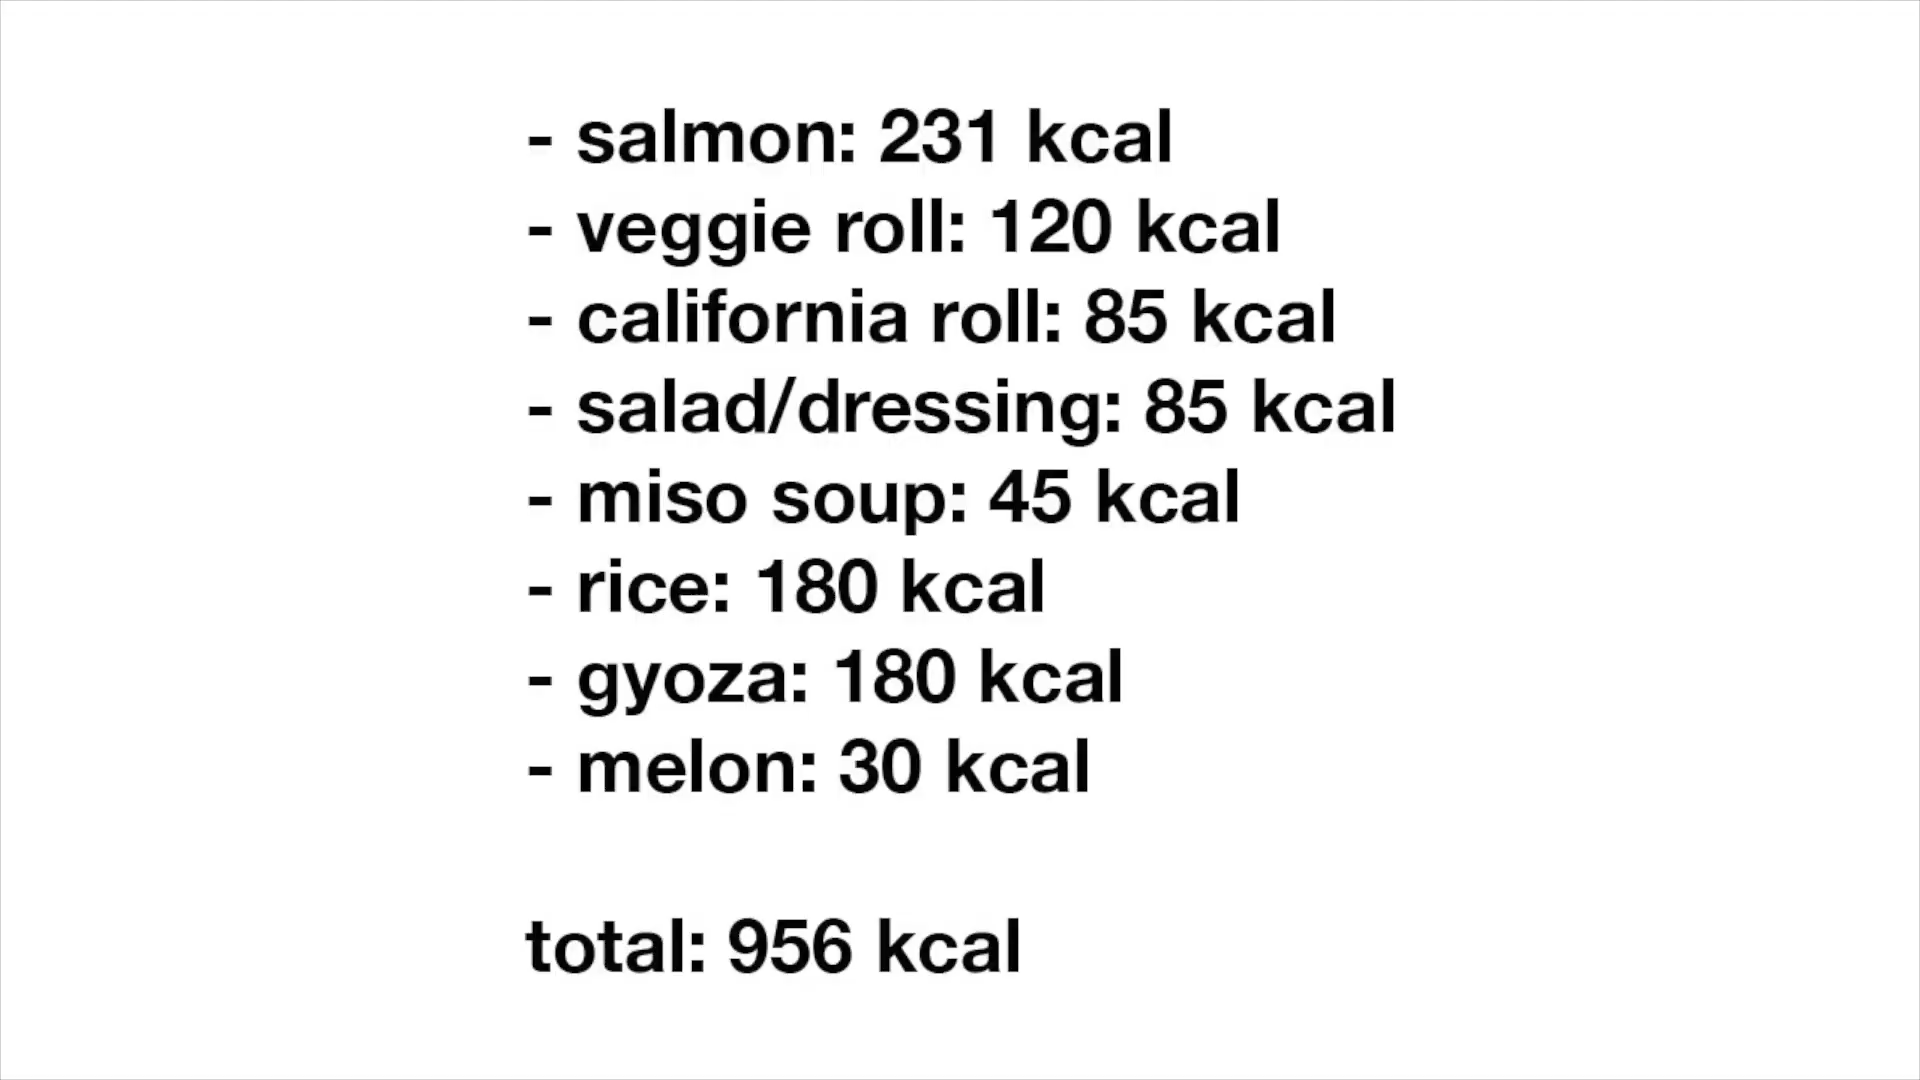 - salmon: 231 kcal
- veggie roll: 120 kcal
- california roll: 85 kcal
- salad/dressing: 85 kcal
- miso soup: 45 kcal
- rice: 180 kcal
- gyoza: 180 kcal
- melon: 30 kcal
total: 956 kcal